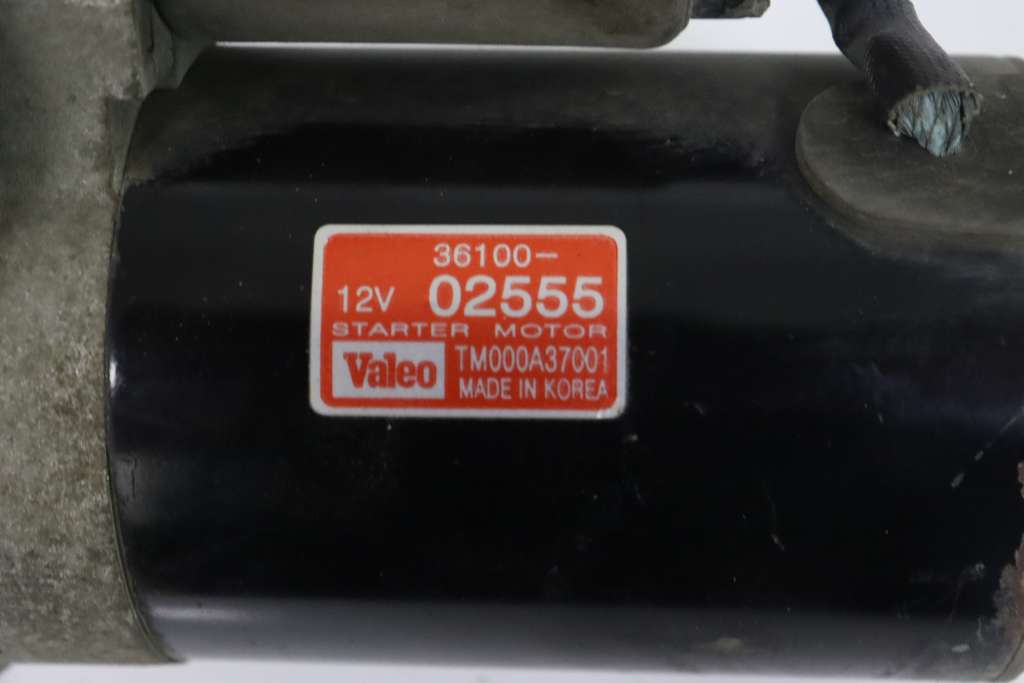 36100-
12V 02555
STARTER MOTOR
Valeo TM000A37001
MADE IN KOREA